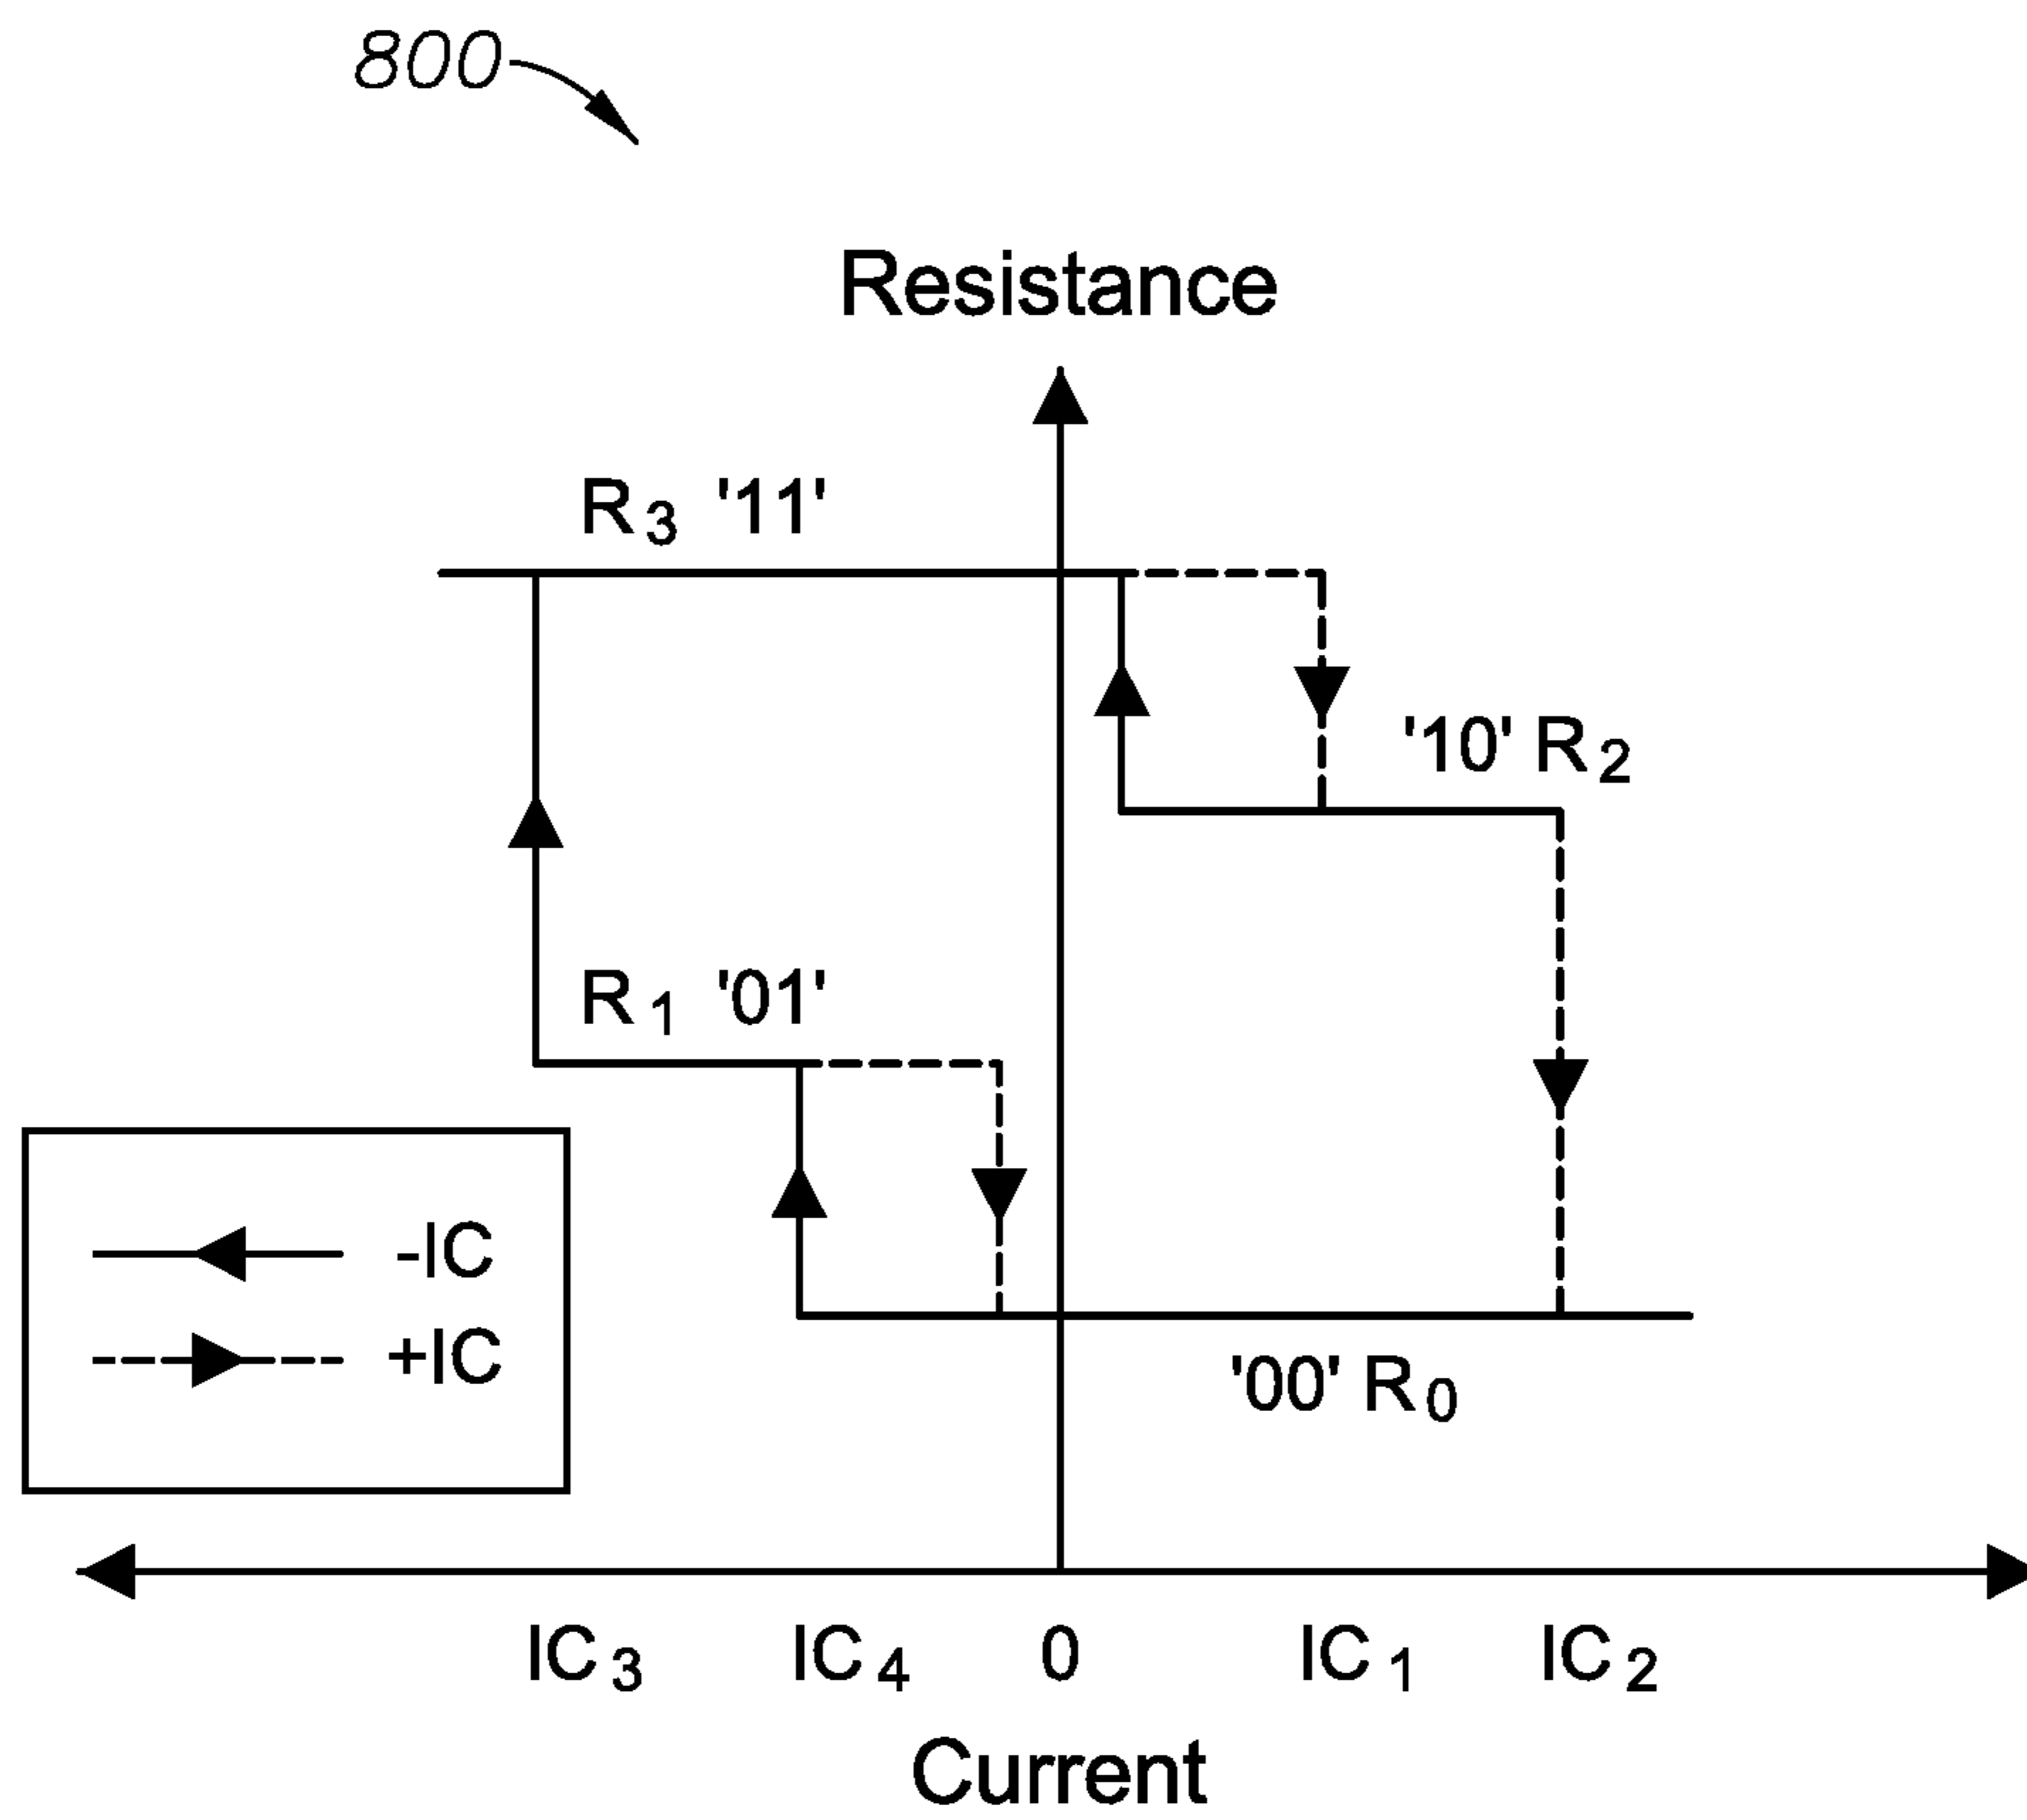 800
Resistance
R3 '11'
'10' R2
R1 '01'
-IC
+IC
'00' R0
IC3 IC4 0 IC1 IC2
Current